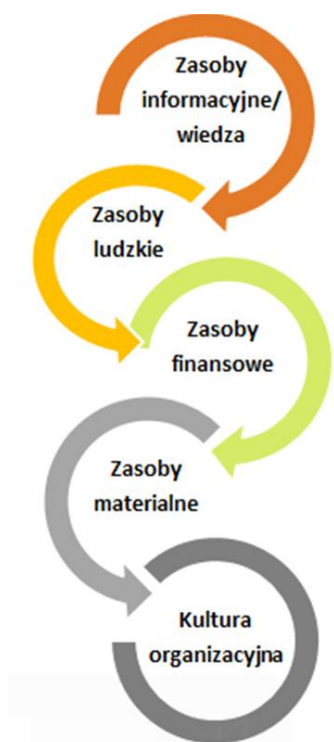 Zasoby
informacyjne/
wiedza
Zasoby
ludzkie
Zasoby
finansowe
Zasoby
materialne
Kultura
organizacyjna